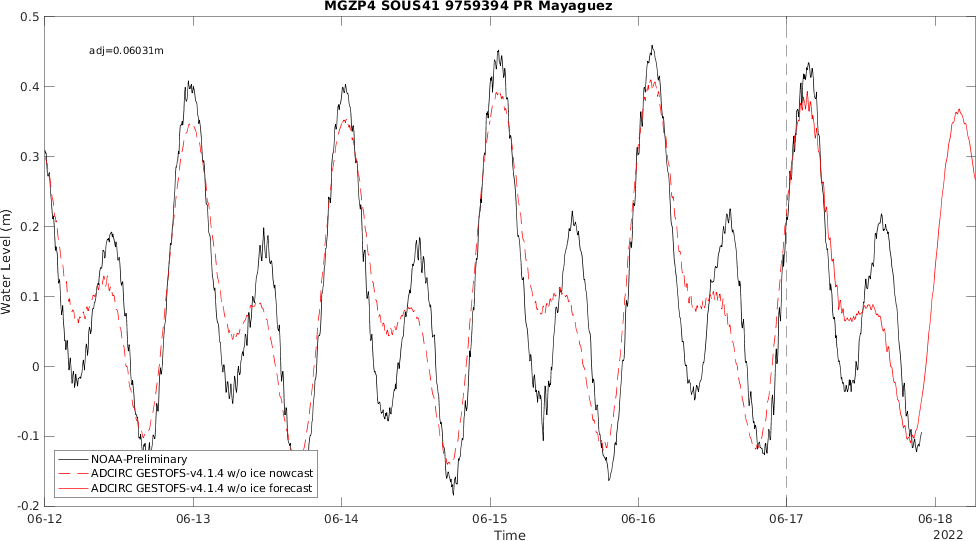 MGZP4 SOUS41 9759394 PR Mayaguez
adj=0.06031m
Water Level (m)
0.5
0.4
0.3
0.2
0.1
0
-0.1
-0.2
NOAA-Preliminary
ADCIRC GESTOFS-v4.1.4 w/o ice nowcast
ADCIRC GESTOFS-v4.1.4 w/o ice forecast
06-12 06-13 06-14 06-15 06-16 06-17 06-18
Time
2022